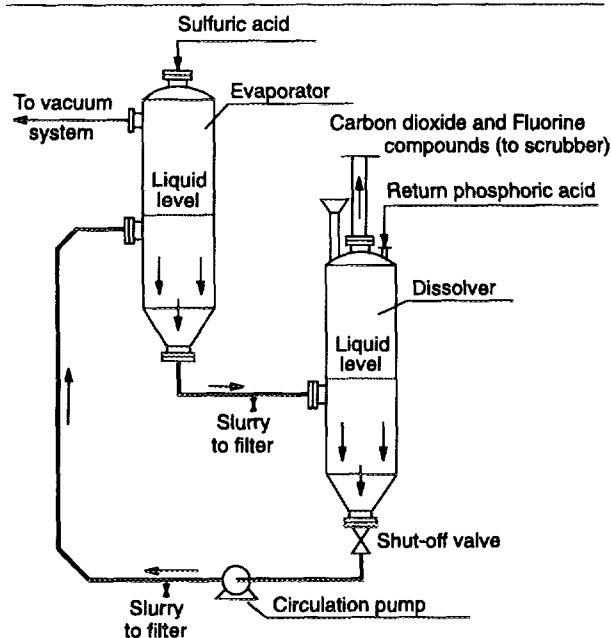 Sulfuric acid
Evaporator
To vacuum
system
Carbon dioxide and Fluorine
compounds (to scrubber)
Liquid
level
Return phosphoric acid
Dissolver
Liquid
level
Slurry
to filter
Shut-off valve
Slurry
to filter
Circulation pump